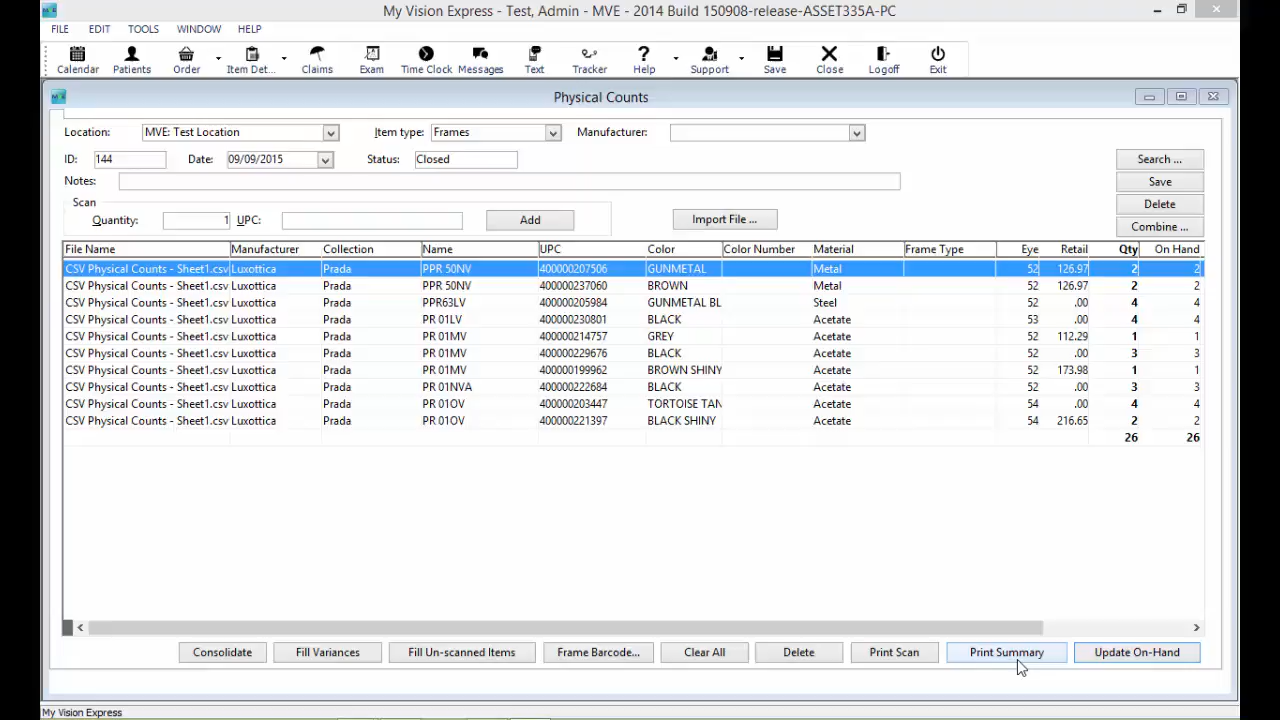 My Vision Express - Test, Admin - MVE - 2014 Build 150908-release-ASSET335A-PC
FILE EDIT TOOLS WINDOW HELP
Calendar Patients Order Item Det... Claims Exam Time Clock Messages Text Tracker Help Support Save Close Logoff Exit
Physical Counts
Location: MVE: Test Location Item type: Frames Manufacturer:
ID: 144 Date: 09/09/2015 Status: Closed Search ...
Notes: Save
Scan Delete
Quantity: 1 UPC: Add Import File ... Combine ...
File Name Manufacturer Collection Name UPC Color Color Number Material Frame Type Eye Retail Qty On Hand
CSV Physical Counts - Sheet1.csv Luxottica Prada PPR 50NV 400000207506 GUNMETAL Metal 52 126.97 2 2
CSV Physical Counts - Sheet1.csv Luxottica Prada PPR 50NV 400000237060 BROWN Metal 52 126.97 2 2
CSV Physical Counts - Sheet1.csv Luxottica Prada PPR63LV 400000205984 GUNMETAL BL Steel 52 .00 4 4
CSV Physical Counts - Sheet1.csv Luxottica Prada PR 01LV 400000230801 BLACK Acetate 53 .00 4 4
CSV Physical Counts - Sheet1.csv Luxottica Prada PR 01MV 400000214757 GREY Acetate 52 112.29 1 1
CSV Physical Counts - Sheet1.csv Luxottica Prada PR 01MV 400000229676 BLACK Acetate 52 .00 3 3
CSV Physical Counts - Sheet1.csv Luxottica Prada PR 01MV 400000199962 BROWN SHINY Acetate 52 173.98 1 1
CSV Physical Counts - Sheet1.csv Luxottica Prada PR 01NVA 400000222684 BLACK Acetate 52 .00 3 3
CSV Physical Counts - Sheet1.csv Luxottica Prada PR 01OV 400000203447 TORTOISE TAN Acetate 54 .00 4 4
CSV Physical Counts - Sheet1.csv Luxottica Prada PR 01OV 400000221397 BLACK SHINY Acetate 54 216.65 2 2
26 26
Consolidate Fill Variances Fill Un-scanned Items Frame Barcode... Clear All Delete Print Scan Print Summary Update On-Hand
My Vision Express